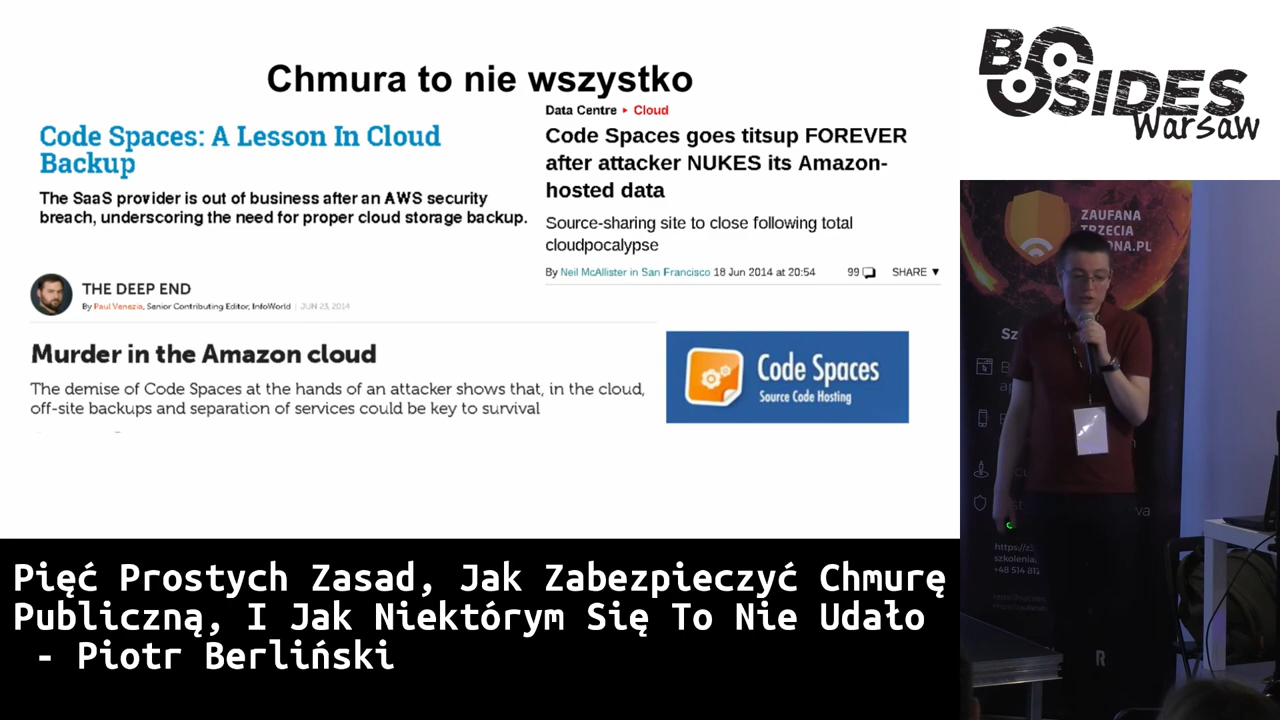 Chmura to nie wszystko
Code Spaces: A Lesson In Cloud
Backup
The SaaS provider is out of business after an AWS security
breach, underscoring the need for proper cloud storage backup.
Data Centre ▸ Cloud
Code Spaces goes titsup FOREVER
after attacker NUKES its Amazon-
hosted data
Source-sharing site to close following total
cloudpocalypse
By Neil McAllister in San Francisco 18 Jun 2014 at 20:54 99 SHARE ▼
THE DEEP END
By Paul Venezia, Senior Contributing Editor, InfoWorld | JUN 23, 2014
Murder in the Amazon cloud
The demise of Code Spaces at the hands of an attacker shows that, in the cloud,
off-site backups and separation of services could be key to survival
Code Spaces
Source Code Hosting
BSIDES
Warsaw
ZAUFANA
TRZECIA
Sz
https://z3
szkolenia
+48 514 812
Pięć Prostych Zasad, Jak Zabezpieczyć Chmurę
Publiczną, I Jak Niektórym Się To Nie Udało
- Piotr Berliński